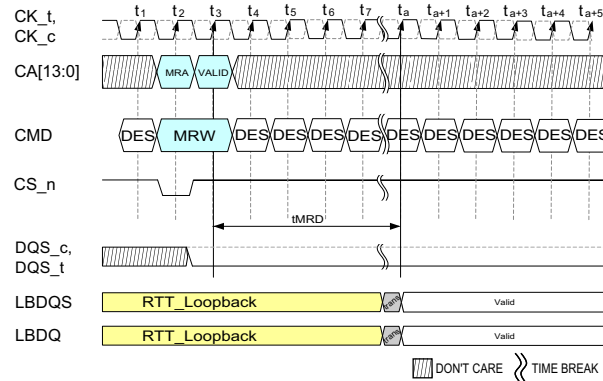 CK_t,
CK_c
t1 t2 t3 t4 t5 t6 t7 ta ta+1 ta+2 ta+3 ta+4 ta+5
CA[13:0] MRA VALID
CMD DES MRW DES DES DES DES DES DES DES DES DES DES
CS_n
tMRD
DQS_c,
DQS_t
LBDQS RTT_Loopback trans Valid
LBDQ RTT_Loopback trans Valid
DON'T CARE TIME BREAK